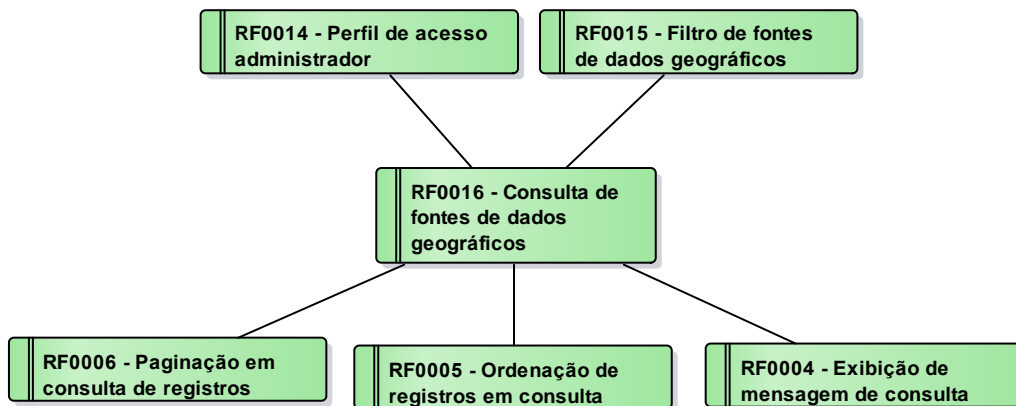 RF0014 - Perfil de acesso
administrador
RF0015 - Filtro de fontes
de dados geográficos
RF0016 - Consulta de
fontes de dados
geográficos
RF0006 - Paginação em
consulta de registros
RF0005 - Ordenação de
registros em consulta
RF0004 - Exibição de
mensagem de consulta